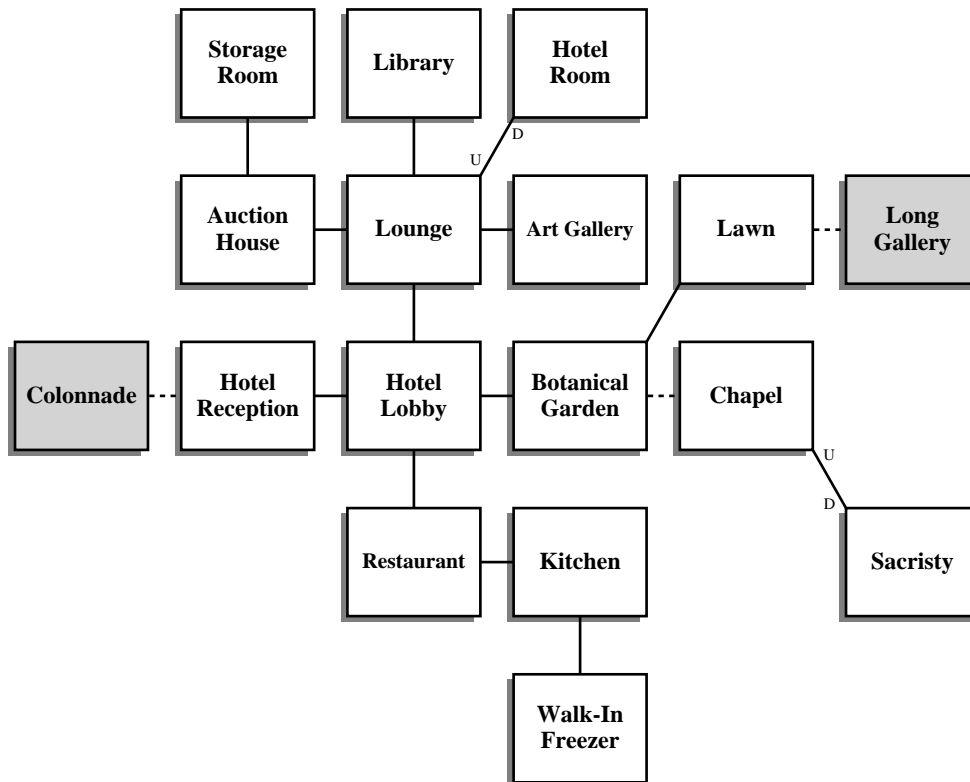 Storage
Room
Library
Hotel
Room
D
U
Auction
House
Lounge
Art Gallery
Lawn
Long
Gallery
Colonnade
Hotel
Reception
Hotel
Lobby
Botanical
Garden
Chapel
U
D
Restaurant
Kitchen
Sacristy
Walk-In
Freezer